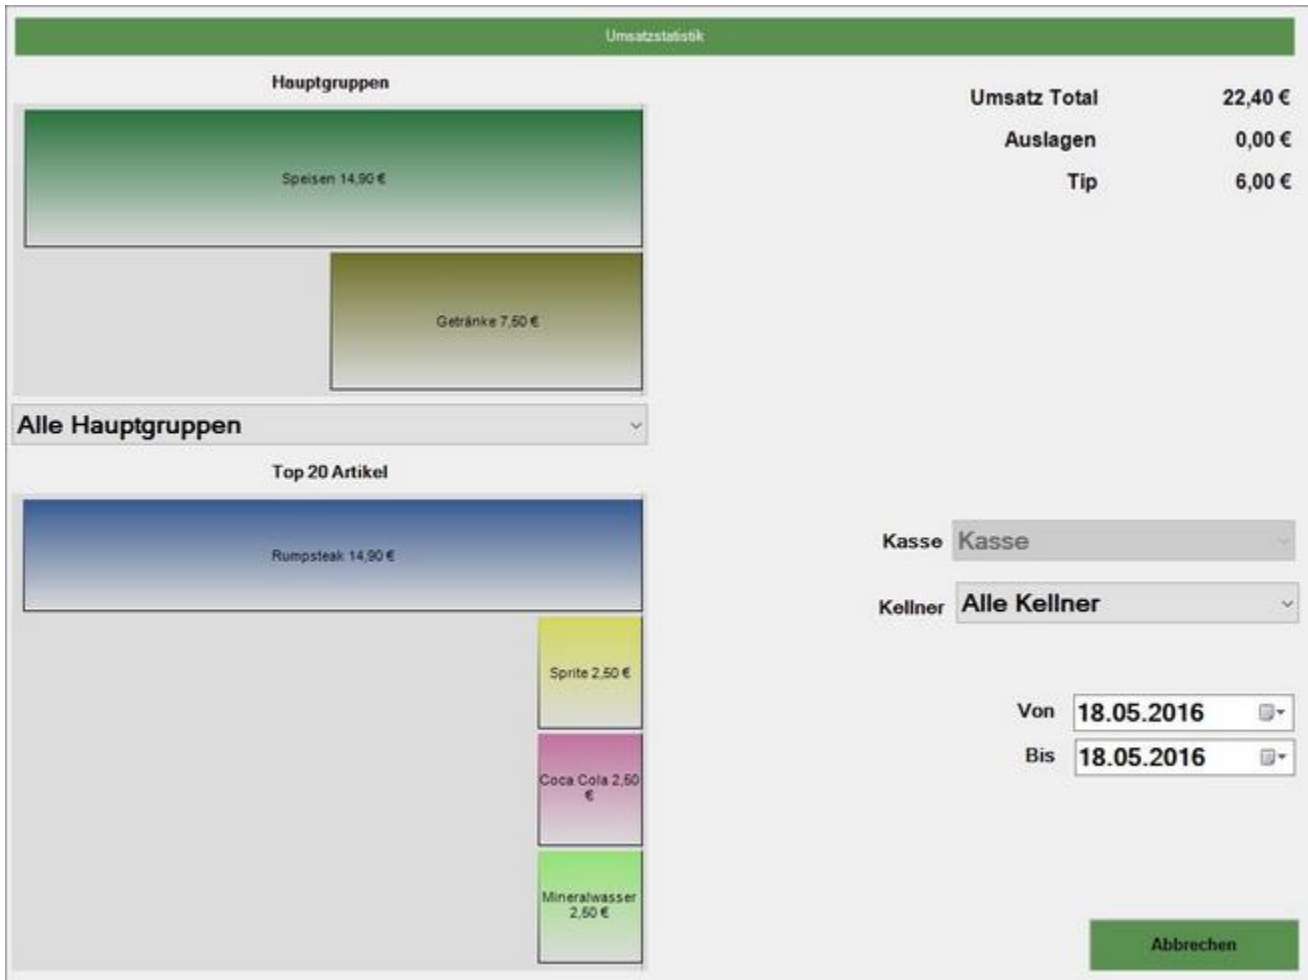 Umsatzstatistik
Hauptgruppen
Speisen 14,90 €
Getränke 7,50 €
Alle Hauptgruppen
Top 20 Artikel
Rumpsteak 14,90 €
Sprite 2,50 €
Coca Cola 2,50
€
Mineralwasser
2,50 €
Umsatz Total 22,40 €
Auslagen 0,00 €
Tip 6,00 €
Kasse Kasse
Kellner Alle Kellner
Von 18.05.2016
Bis 18.05.2016
Abbrechen